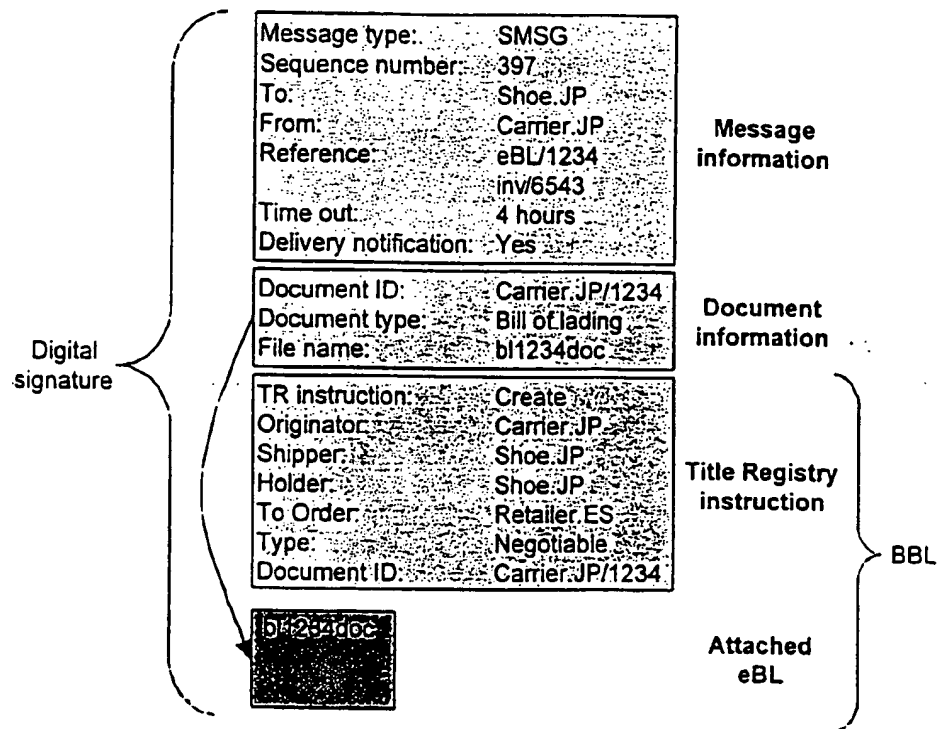 Message type: SMSG
Sequence number: 397
To: Shoe.JP
From: Carrier.JP
Reference: eBL/1234
inv/6543
Time out: 4 hours
Delivery notification: Yes
Message
information
Document ID: Carrier.JP/1234
Document type: Bill of lading
File name: bl1234doc
Document
information
Digital
signature
TR instruction: Create
Originator: Carrier.JP
Shipper: Shoe.JP
Holder: Shoe.JP
To Order: Retailer.ES
Type: Negotiable
Document ID: Carrier.JP/1234
Title Registry
instruction
BBL
bl1234doc
Attached
eBL